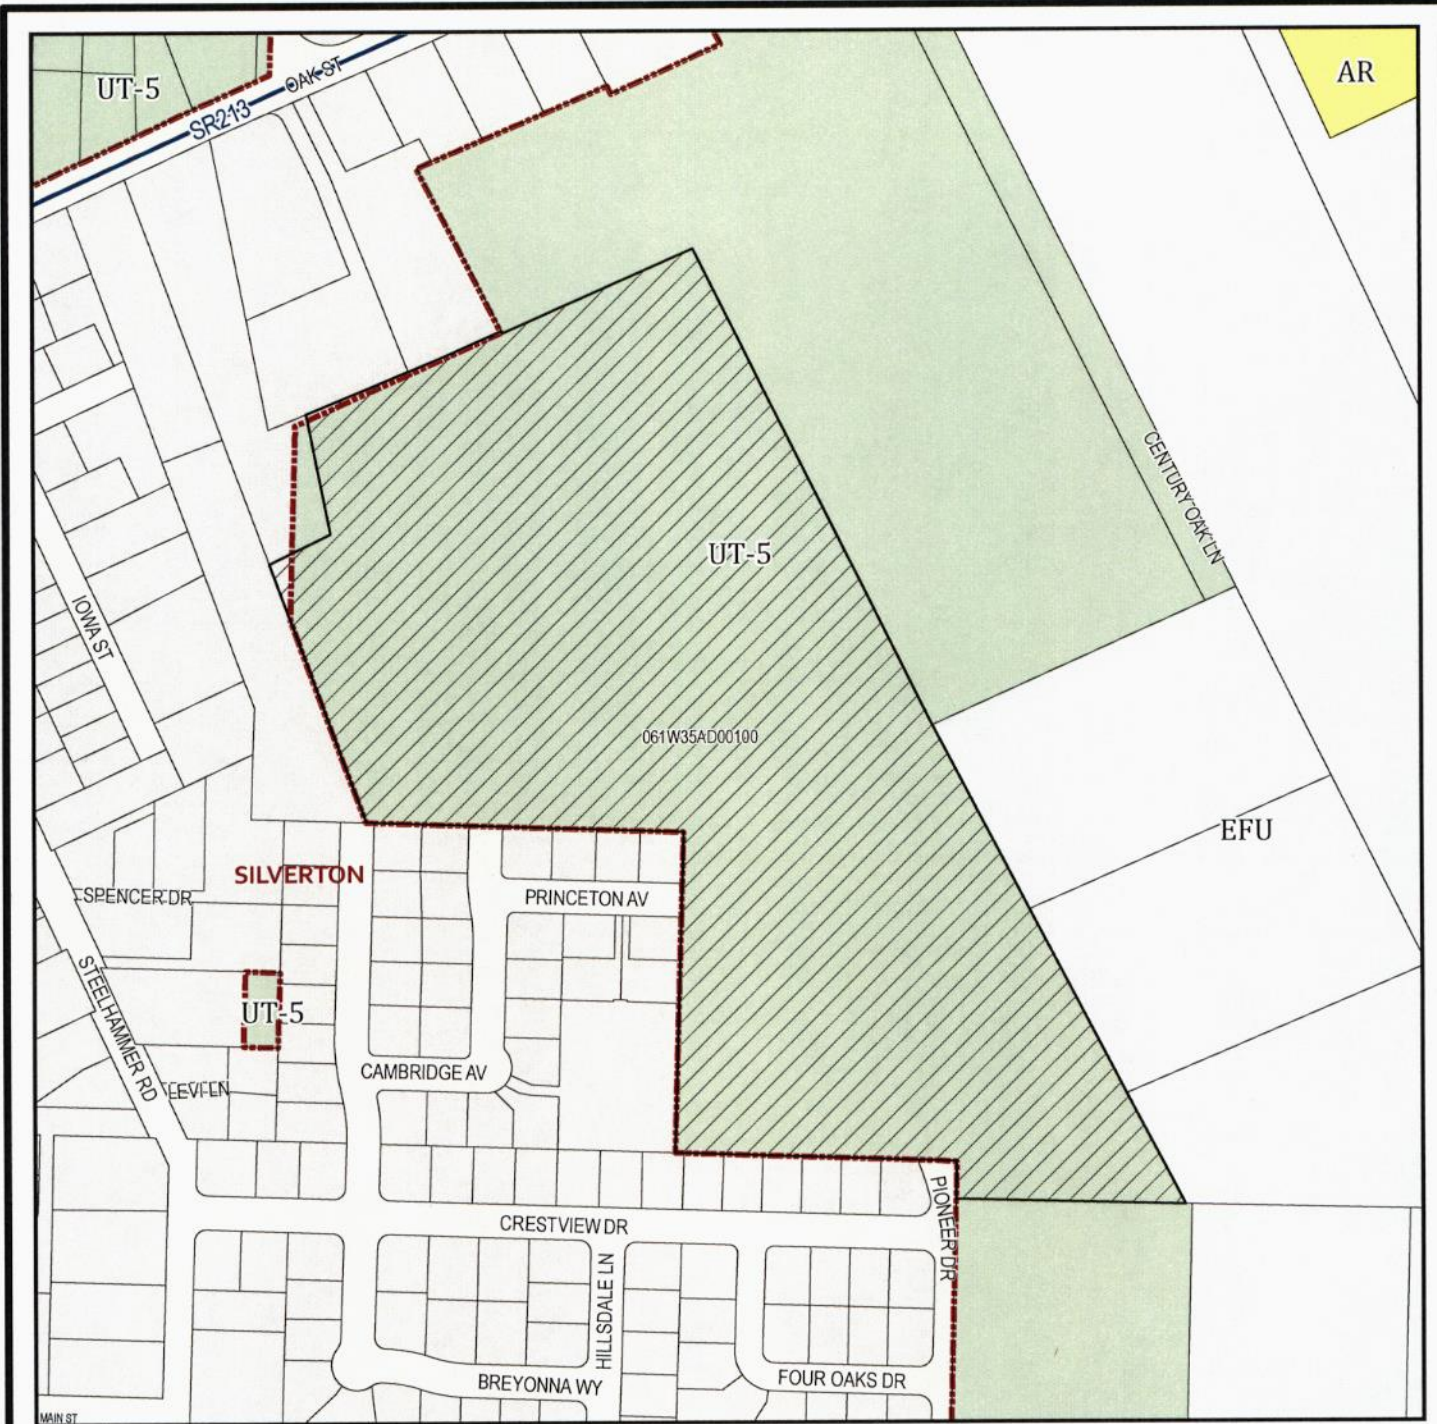 UT-5
OAK ST
SR213
AR
CENTURY OAK LN
UT-5
IOWA ST
061W35AD00100
EFU
SILVERTON
SPENCER DR
PRINCETON AV
STEELHAMMER RD
UT-5
CAMBRIDGE AV
LEVI LN
PIONEER DR
CRESTVIEW DR
HILLSDALE LN
BREYONNA WY
FOUR OAKS DR
MAIN ST